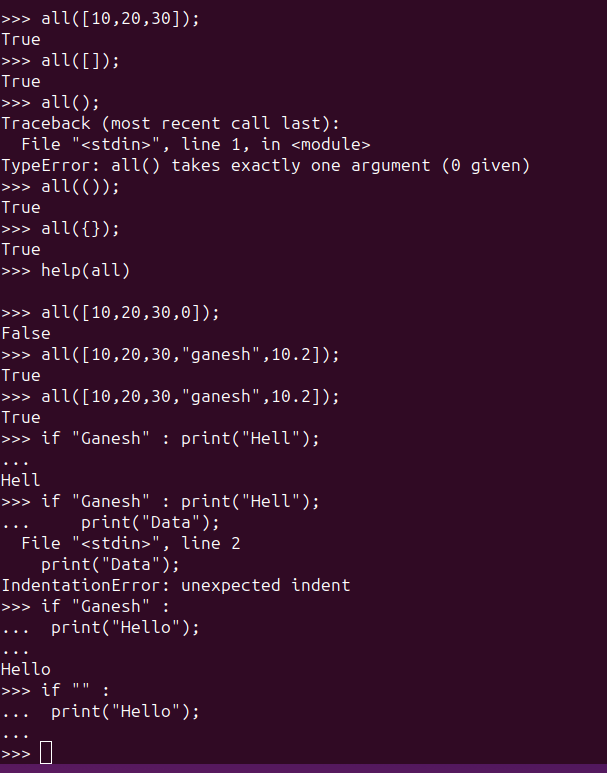 >>> all([10,20,30]);
True
>>> all([]);
True
>>> all();
Traceback (most recent call last):
  File "<stdin>", line 1, in <module>
TypeError: all() takes exactly one argument (0 given)
>>> all(());
True
>>> all({});
True
>>> help(all)

>>> all([10,20,30,0]);
False
>>> all([10,20,30,"ganesh",10.2]);
True
>>> all([10,20,30,"ganesh",10.2]);
True
>>> if "Ganesh" : print("Hell");
...
Hell
>>> if "Ganesh" : print("Hell");
...     print("Data");
  File "<stdin>", line 2
    print("Data");
IndentationError: unexpected indent
>>> if "Ganesh" :
...  print("Hello");
...
Hello
>>> if "" :
...  print("Hello");
...
>>>